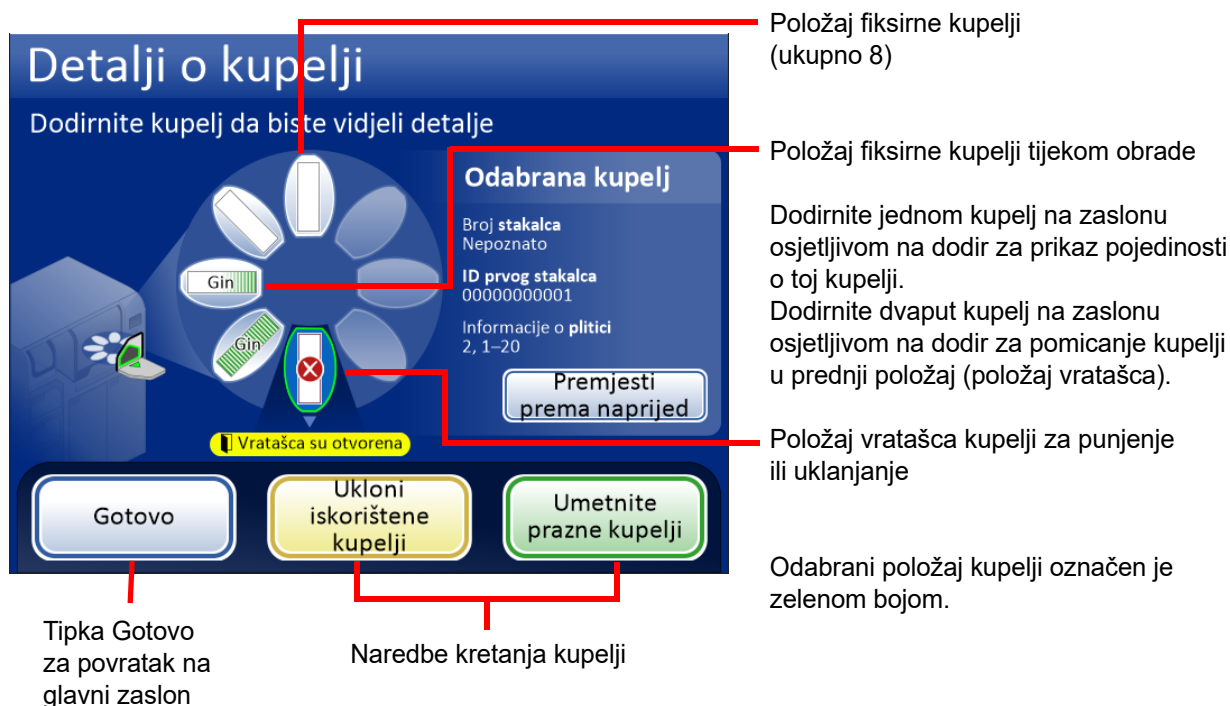 Detalji o kupelji
Dodirnite kupelj da biste vidjeli detalje
Gin
Gin
Vratašca su otvorena
Odabrana kupelj
Broj stakalca
Nepoznato
ID prvog stakalca
00000000001
Informacije o plitici
2, 1–20
Premjesti
prema naprijed
Gotovo
Ukloni
iskorištene
kupelji
Umetnite
prazne kupelji
Položaj fiksirne kupelji
(ukupno 8)
Položaj fiksirne kupelji tijekom obrade
Dodirnite jednom kupelj na zaslonu
osjetljivom na dodir za prikaz pojedinosti
o toj kupelji.
Dodirnite dvaput kupelj na zaslonu
osjetljivom na dodir za pomicanje kupelji
u prednji položaj (položaj vratašca).
Položaj vratašca kupelji za punjenje
ili uklanjanje
Odabrani položaj kupelji označen je
zelenom bojom.
Tipka Gotovo
za povratak na
glavni zaslon
Naredbe kretanja kupelji